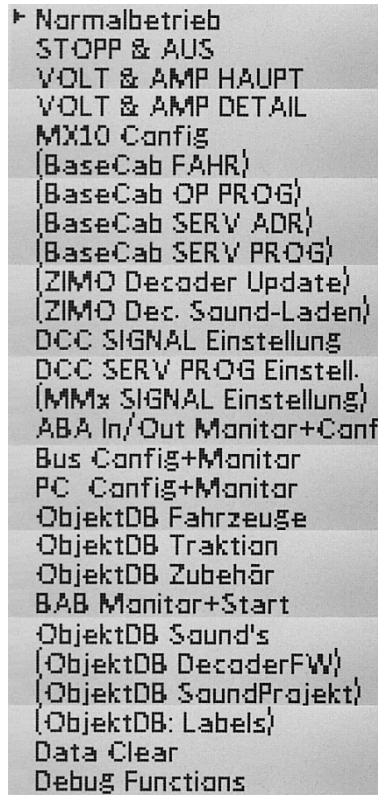 Normalbetrieb
STOPP & AUS
VOLT & AMP HAUPT
VOLT & AMP DETAIL
MX10 Config
(BaseCab FAHR)
(BaseCab OP PROG)
(BaseCab SERV ADR)
(BaseCab SERV PROG)
(ZIMO Decoder Update)
(ZIMO Dec. Sound-Laden)
DCC SIGNAL Einstellung
DCC SERV PROG Einstell.
(MMx SIGNAL Einstellung)
ABA In/Out Monitor+Conf
Bus Config+Monitor
PC Config+Monitor
ObjektDB Fahrzeuge
ObjektDB Traktion
ObjektDB Zubehör
BAB Monitor+Start
ObjektDB Sound's
(ObjektDB DecoderFW)
(ObjektDB SoundProjekt)
(ObjektDB: Labels)
Data Clear
Debug Functions